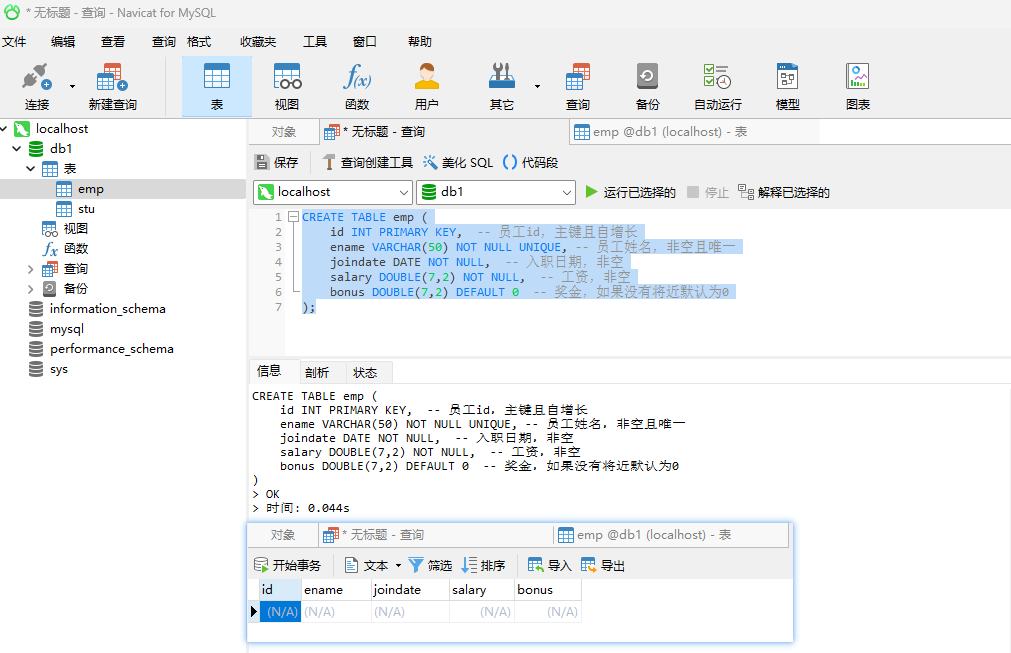 * 无标题 - 查询 - Navicat for MySQL
文件 编辑 查看 查询 格式 收藏夹 工具 窗口 帮助
连接 新建查询 表 视图 函数 用户 其它 查询 备份 自动运行 模型 图表
localhost
db1
表
emp
stu
视图
函数
查询
备份
information_schema
mysql
performance_schema
sys
对象 * 无标题 - 查询 emp @db1 (localhost) - 表
保存 查询创建工具 美化 SQL () 代码段
localhost db1 运行已选择的 停止 解释已选择的
1 CREATE TABLE emp (
2 id INT PRIMARY KEY, -- 员工id，主键且自增长
3 ename VARCHAR(50) NOT NULL UNIQUE, -- 员工姓名，非空且唯一
4 joindate DATE NOT NULL, -- 入职日期，非空
5 salary DOUBLE(7,2) NOT NULL, -- 工资，非空
6 bonus DOUBLE(7,2) DEFAULT 0 -- 奖金，如果没有将近默认为0
7 );
信息 剖析 状态
CREATE TABLE emp (
id INT PRIMARY KEY, -- 员工id，主键且自增长
ename VARCHAR(50) NOT NULL UNIQUE, -- 员工姓名，非空且唯一
joindate DATE NOT NULL, -- 入职日期，非空
salary DOUBLE(7,2) NOT NULL, -- 工资，非空
bonus DOUBLE(7,2) DEFAULT 0 -- 奖金，如果没有将近默认为0
)
> OK
> 时间: 0.044s
对象 * 无标题 - 查询 emp @db1 (localhost) - 表
开始事务 文本 筛选 排序 导入 导出
id ename joindate salary bonus
(N/A) (N/A) (N/A) (N/A) (N/A)